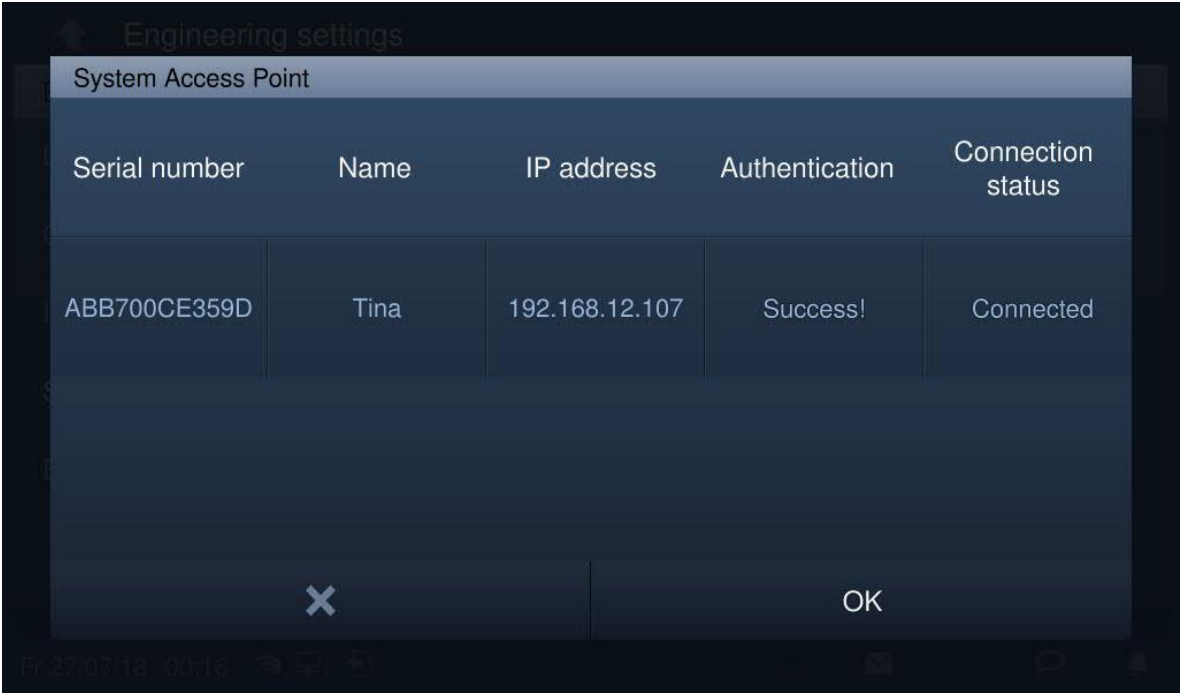 Engineering settings
System Access Point
Serial number Name IP address Authentication Connection status
ABB700CE359D Tina 192.168.12.107 Success! Connected
OK
Fr 27/07/18 00:16